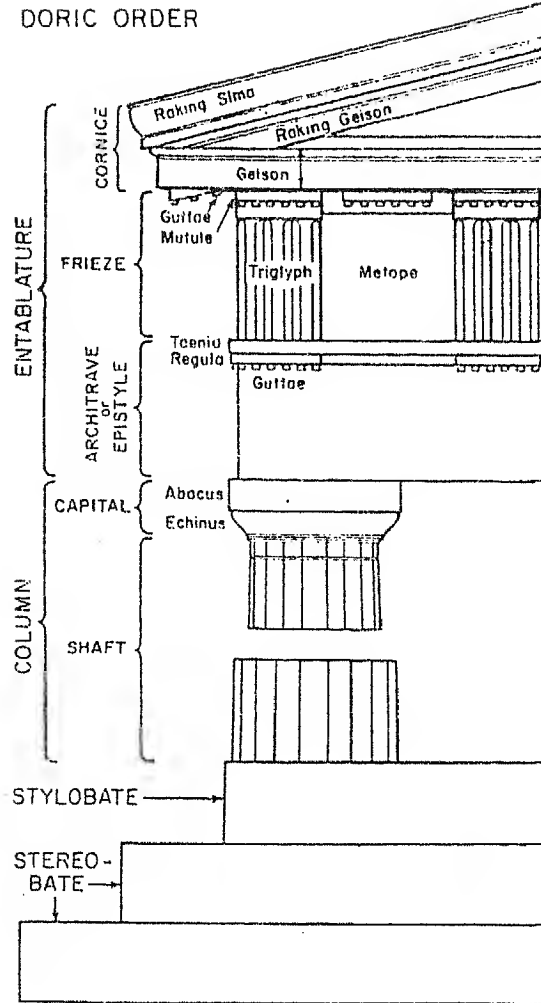 DORIC ORDER
Raking Sima
Raking Geison
CORNICE
Geison
Guttae
Mutule
ENTABLATURE
FRIEZE
Triglyph
Metope
Taenia
Regula
Guttae
ARCHITRAVE
or
EPISTYLE
CAPITAL
Abacus
Echinus
COLUMN
SHAFT
STYLOBATE
STEREO-
BATE